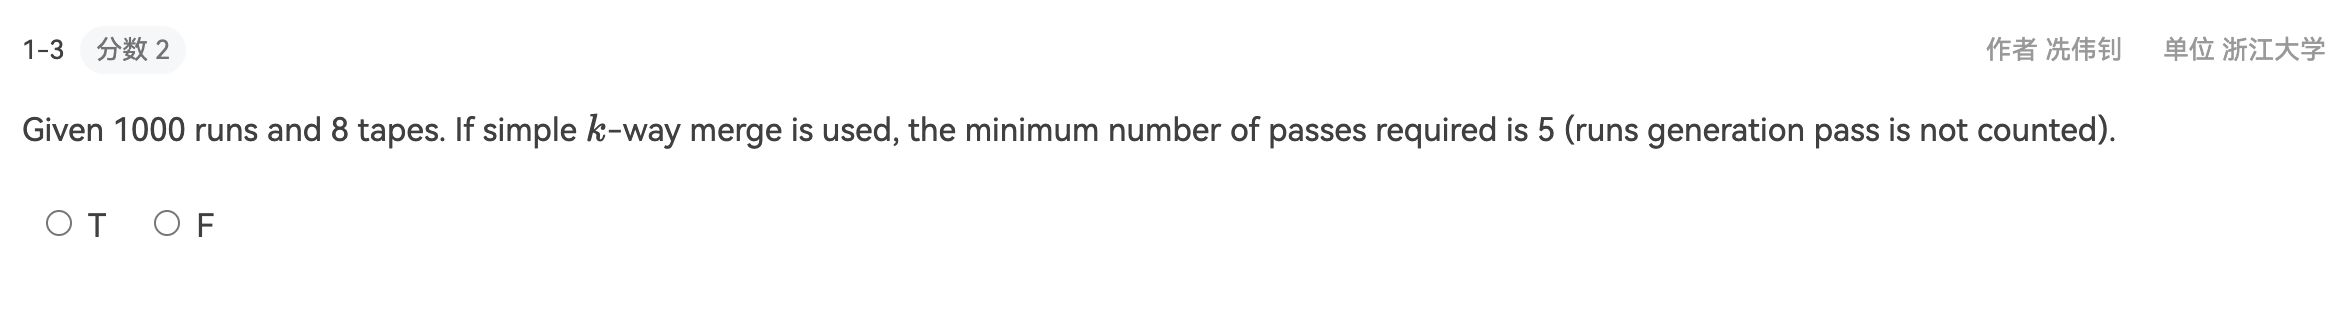 1-3 分数 2 作者 冼伟钊 单位 浙江大学
Given 1000 runs and 8 tapes. If simple k-way merge is used, the minimum number of passes required is 5 (runs generation pass is not counted).
T F